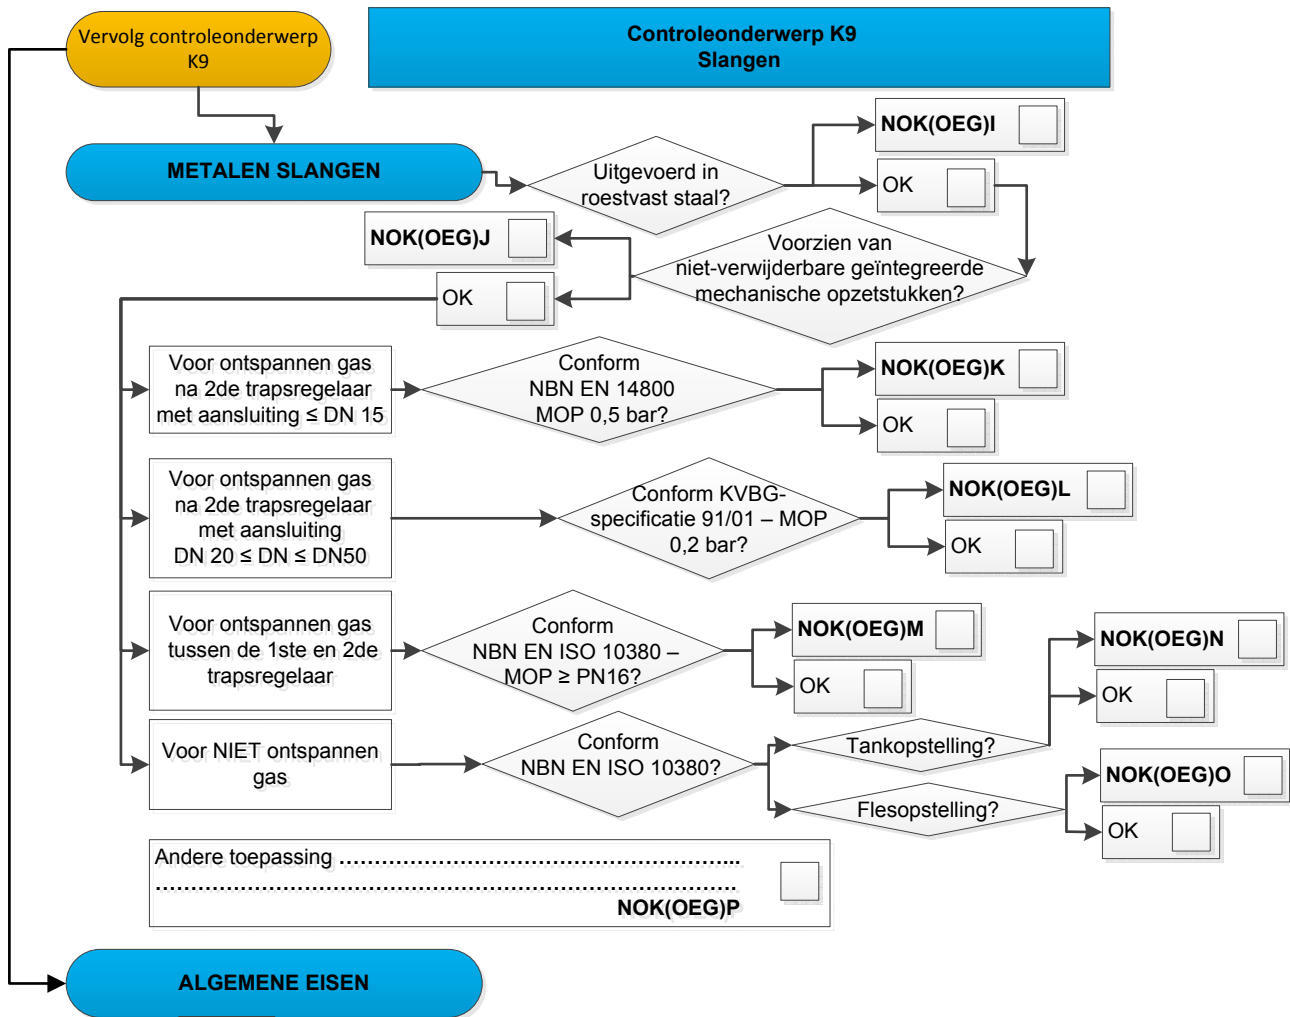 Vervolg controleonderwerp
K9
Controleonderwerp K9
Slangen
METALEN SLANGEN
Uitgevoerd in
roestvast staal?
NOK(OEG)I
OK
Voorzien van
niet-verwijderbare geïntegreerde
mechanische opzetstukken?
NOK(OEG)J
OK
Voor ontspannen gas
na 2de trapsregelaar
met aansluiting ≤ DN 15
Conform
NBN EN 14800
MOP 0,5 bar?
NOK(OEG)K
OK
Voor ontspannen gas
na 2de trapsregelaar
met aansluiting
DN 20 ≤ DN ≤ DN50
Conform KVBG-
specificatie 91/01 – MOP
0,2 bar?
NOK(OEG)L
OK
Voor ontspannen gas
tussen de 1ste en 2de
trapsregelaar
Conform
NBN EN ISO 10380 –
MOP ≥ PN16?
NOK(OEG)M
OK
Voor NIET ontspannen
gas
Conform
NBN EN ISO 10380?
Tankopstelling?
NOK(OEG)N
OK
Flesopstelling?
NOK(OEG)O
OK
Andere toepassing ................................................................
................................................................................................
NOK(OEG)P
ALGEMENE EISEN